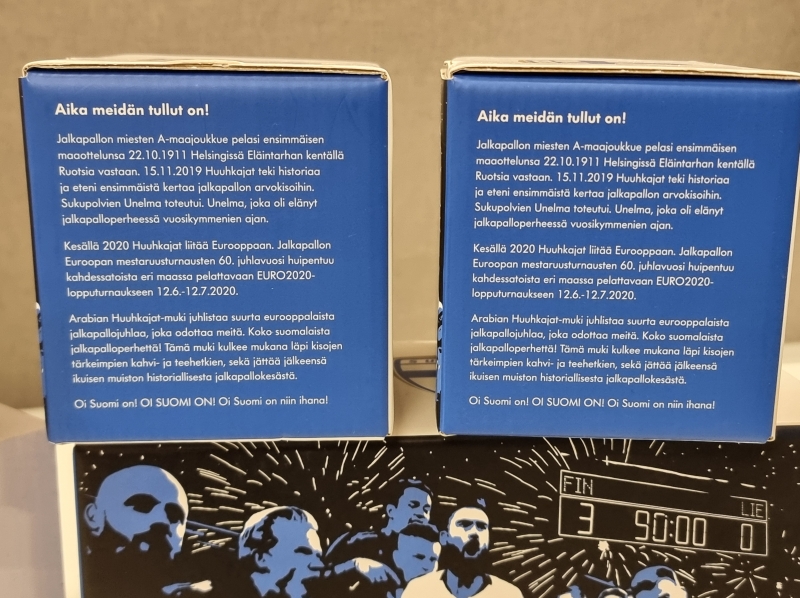 Aika meidän tullut on!
Jalkapallon miesten A-maajoukkue pelasi ensimmäisen
maaottelunsa 22.10.1911 Helsingissä Eläintarhan kentällä
Ruotsia vastaan. 15.11.2019 Huuhkajat teki historiaa
ja eteni ensimmäistä kertaa jalkapallon arvokisoihin.
Sukupolvien Unelma toteutui. Unelma, joka oli elänyt
jalkapalloperheessä vuosikymmenien ajan.
Kesällä 2020 Huuhkajat liitää Eurooppaan. Jalkapallon
Euroopan mestaruusturnausten 60. juhlavuosi huipentuu
kahdessatoista eri maassa pelattavaan EURO2020-
lopputurnaukseen 12.6.-12.7.2020.
Arabian Huuhkajat-muki juhlistaa suurta eurooppalaista
jalkapallojuhlaa, joka odottaa meitä. Koko suomalaista
jalkapalloperhettä! Tämä muki kulkee mukana läpi kisojen
tärkeimpien kahvi- ja teehetkien, sekä jättää jälkeensä
ikuisen muiston historiallisesta jalkapallokesästä.
Oi Suomi on! OI SUOMI ON! Oi Suomi on niin ihana!
Aika meidän tullut on!
Jalkapallon miesten A-maajoukkue pelasi ensimmäisen
maaottelunsa 22.10.1911 Helsingissä Eläintarhan kentällä
Ruotsia vastaan. 15.11.2019 Huuhkajat teki historiaa
ja eteni ensimmäistä kertaa jalkapallon arvokisoihin.
Sukupolvien Unelma toteutui. Unelma, joka oli elänyt
jalkapalloperheessä vuosikymmenien ajan.
Kesällä 2020 Huuhkajat liitää Eurooppaan. Jalkapallon
Euroopan mestaruusturnausten 60. juhlavuosi huipentuu
kahdessatoista eri maassa pelattavaan EURO2020-
lopputurnaukseen 12.6.-12.7.2020.
Arabian Huuhkajat-muki juhlistaa suurta eurooppalaista
jalkapallojuhlaa, joka odottaa meitä. Koko suomalaista
jalkapalloperhettä! Tämä muki kulkee mukana läpi kisojen
tärkeimpien kahvi- ja teehetkien, sekä jättää jälkeensä
ikuisen muiston historiallisesta jalkapallokesästä.
Oi Suomi on! OI SUOMI ON! Oi Suomi on niin ihana!
FIN LIE
3 90:00 0